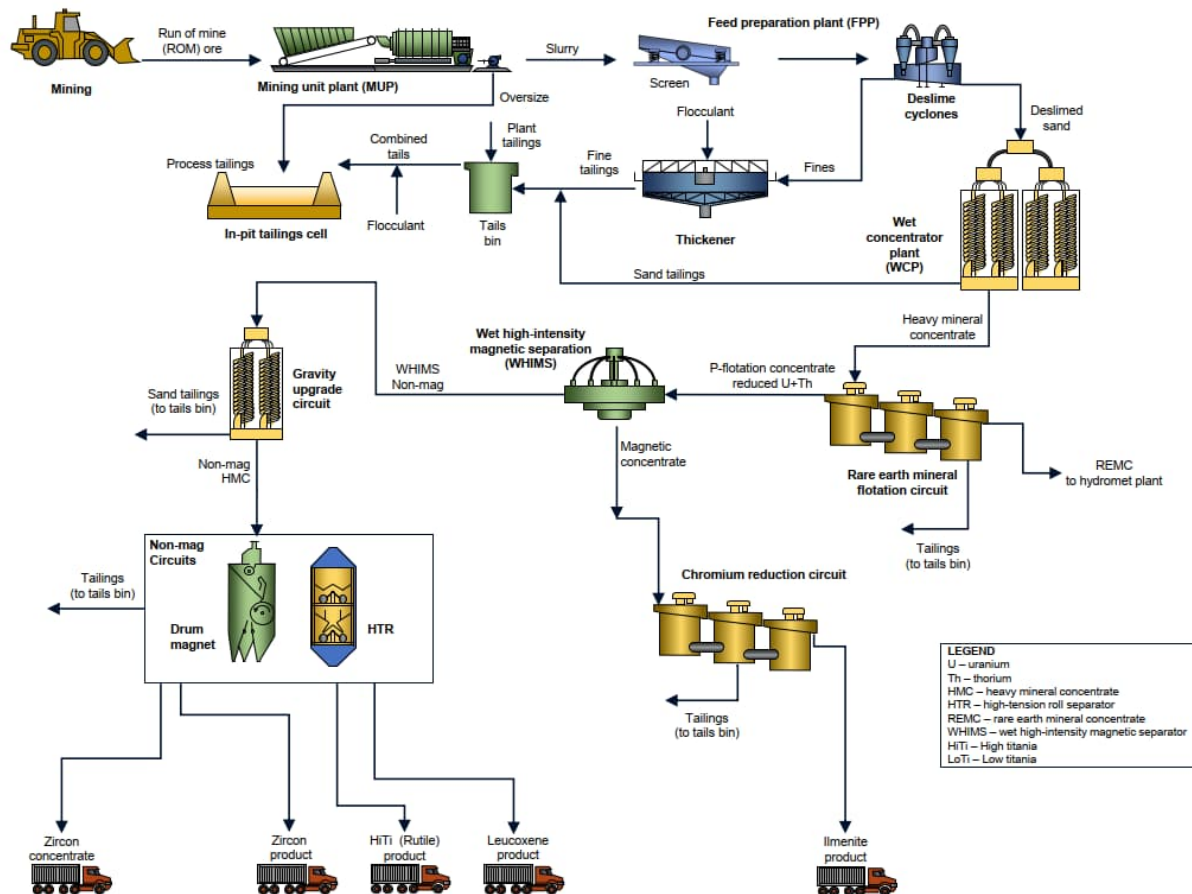 Feed preparation plant (FPP)
Run of mine
(ROM) ore
Slurry
Mining
Mining unit plant (MUP)
Screen
Deslime
cyclones
Oversize
Flocculant
Deslimed
sand
Combined
tails
Plant
tailings
Process tailings
Fine
tailings
Fines
In-pit tailings cell
Flocculant
Tails
bin
Thickener
Wet
concentrator
plant
(WCP)
Sand tailings
Heavy mineral
concentrate
Wet high-intensity
magnetic separation
(WHIMS)
P-flotation concentrate
reduced U+Th
WHIMS
Non-mag
Gravity
upgrade
circuit
Sand tailings
(to tails bin)
Magnetic
concentrate
Non-mag
HMC
Rare earth mineral
flotation circuit
REMC
to hydromet plant
Tailings
(to tails bin)
Non-mag
Circuits
Tailings
(to tails bin)
Drum
magnet
HTR
Chromium reduction circuit
Tailings
(to tails bin)
LEGEND
U – uranium
Th – thorium
HMC – heavy mineral concentrate
HTR – high-tension roll separator
REMC – rare earth mineral concentrate
WHIMS – wet high-intensity magnetic separator
HiTi – High titania
LoTi – Low titania
Zircon
concentrate
Zircon
product
HiTi (Rutile)
product
Leucoxene
product
Ilmenite
product